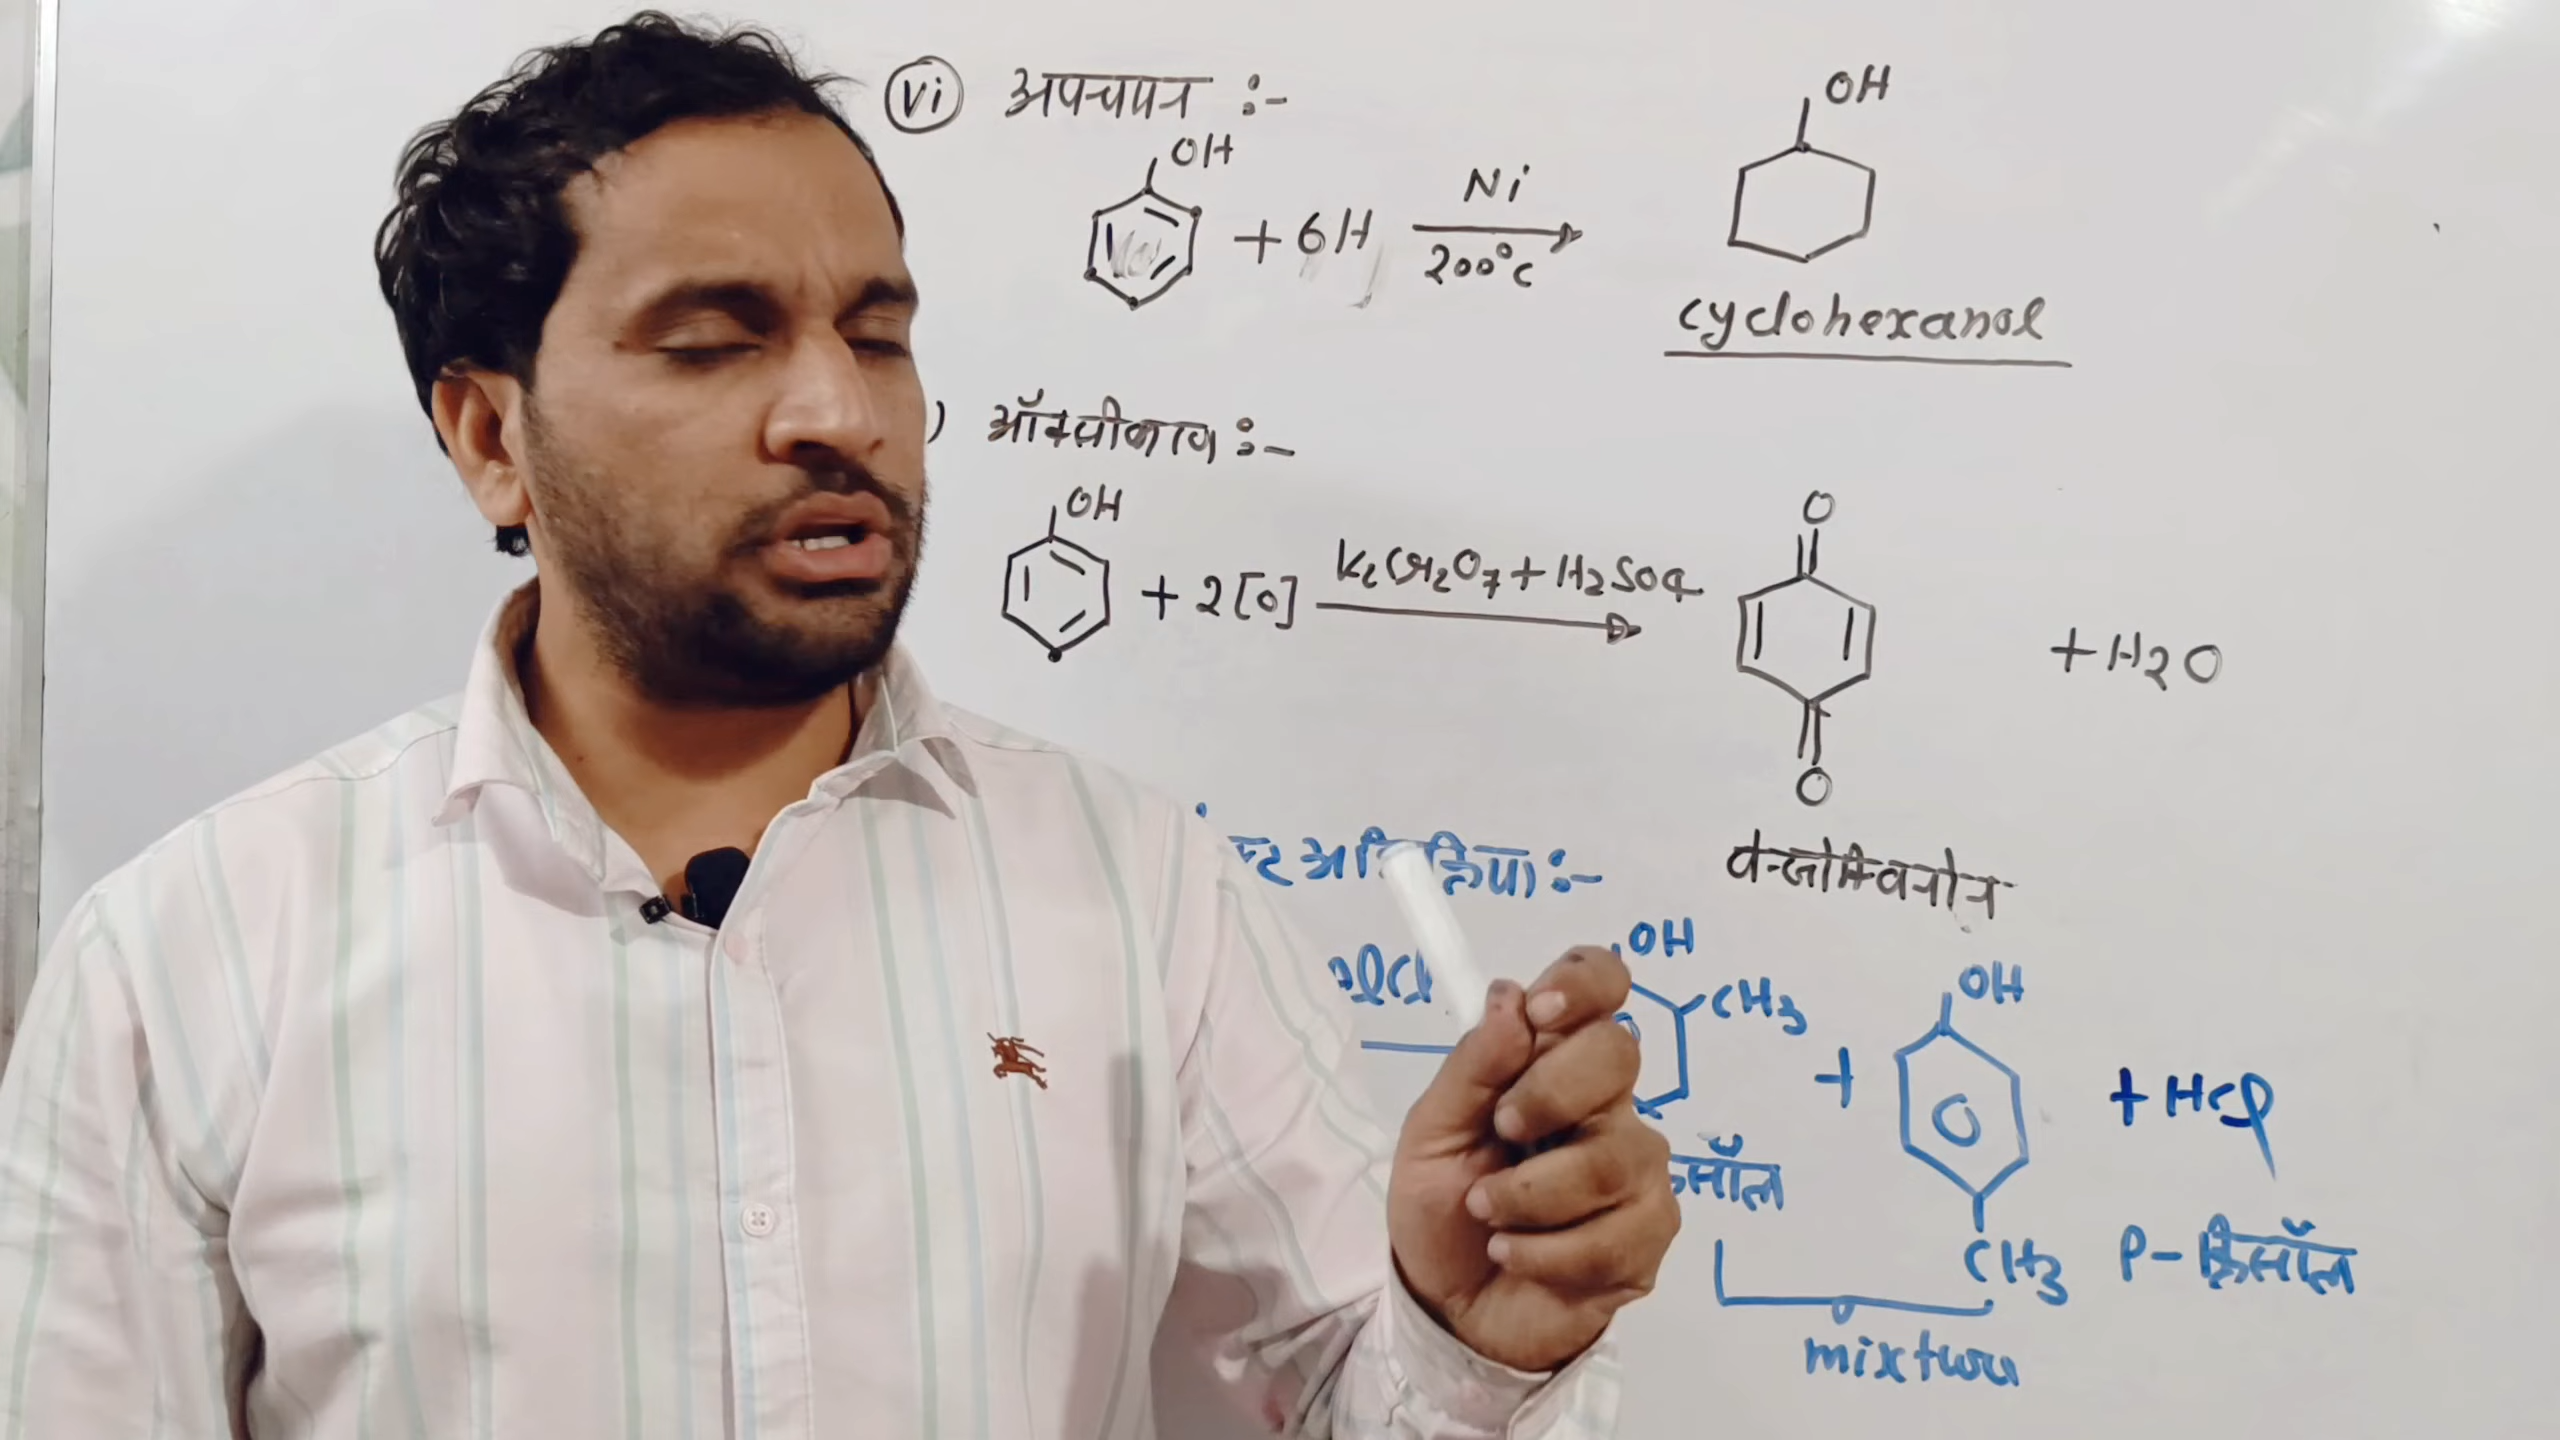 vi अपचयन :-
OH
OH
+ 6H Ni 200°C
cyclohexanol
) ऑक्सीकरण :-
OH
O
+ 2[O] K2Cr2O7 + H2SO4
+ H2O
O
बेन्जोक्विनोन
:-
OH
CH3
OH
+
+ HCl
CH3
P-क्रिसॉल
mixture